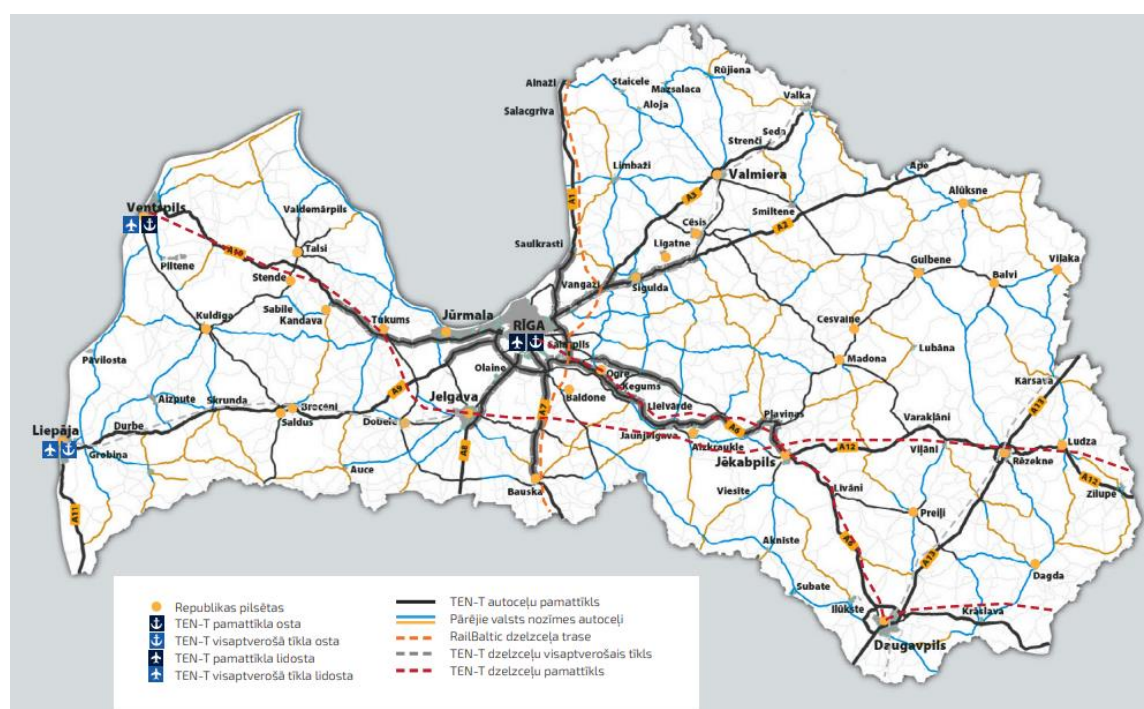 Ainaži
Staicele
Mazsalaca
Rūjiena
Aloja
Salacgrīva
Valka
Seda
Strenči
Limbaži
A1
Valmiera
A3
Ape
Alūksne
Smiltene
Ventspils
Valdemārpils
Cēsis
A2
Līgatne
Talsi
Saulkrasti
A10
Piltene
Stende
Vangaži
Sigulda
Gulbene
Balvi
Viļaka
Sabile
Kandava
Tukums
Jūrmala
RĪGA
Salaspils
Kuldīga
Cesvaine
Lubāna
Madona
Pāvilosta
Olaine
Ogre
Ķegums
Kārsava
A9
Jelgava
A7
Baldone
Lielvārde
Aizpute
Skrunda
Brocēni
Saldus
Dobele
A6
Pļaviņas
Varakļāni
A13
Liepāja
Durbe
Grobiņa
A8
Jaunjelgava
Aizkraukle
Jēkabpils
A12
Viļāni
Rēzekne
Ludza
A12
Zilupe
Auce
Bauska
Viesīte
Līvāni
Preiļi
A11
Aknīste
A6
A13
Dagda
Subate
Ilūkste
Krāslava
Daugavpils
Republikas pilsētas
TEN-T pamattīkla osta
TEN-T visaptverošā tīkla osta
TEN-T pamattīkla lidosta
TEN-T visaptverošā tīkla lidosta
TEN-T autoceļu pamattīkls
Pārējie valsts nozīmes autoceļi
RailBaltic dzelzceļa trase
TEN-T dzelzceļu visaptverošais tīkls
TEN-T dzelzceļu pamattīkls